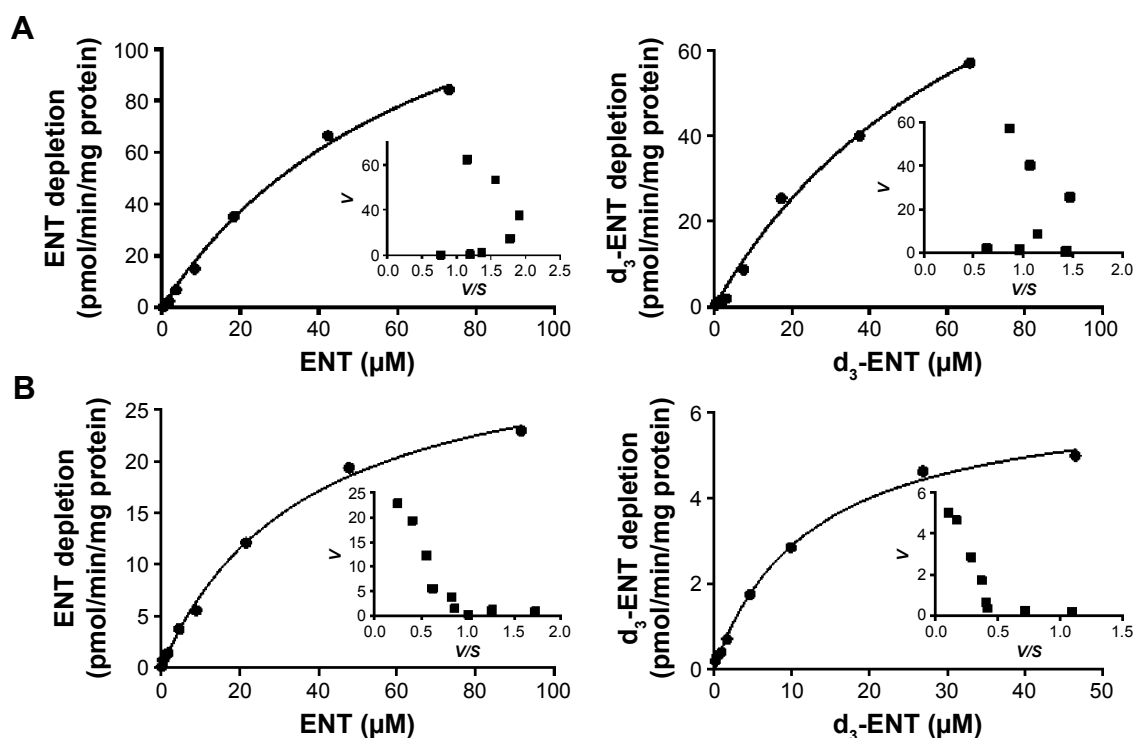 A
ENT depletion
(pmol/min/mg protein)
100
80
60
40
20
0
0 20 40 60 80 100
ENT (µM)
V
60
40
0
0.0 0.5 1.0 1.5 2.0 2.5
V/S
d₃-ENT depletion
(pmol/min/mg protein)
60
40
20
0
0 20 40 60 80 100
d₃-ENT (µM)
V
60
40
20
0
0.0 0.5 1.0 1.5 2.0
V/S
B
ENT depletion
(pmol/min/mg protein)
25
20
15
10
5
0
0 20 40 60 80 100
ENT (µM)
V
25
20
15
10
5
0
0.0 0.5 1.0 1.5 2.0
V/S
d₃-ENT depletion
(pmol/min/mg protein)
6
4
2
0
0 10 20 30 40 50
d₃-ENT (µM)
V
6
4
2
0
0.0 0.5 1.0 1.5
V/S